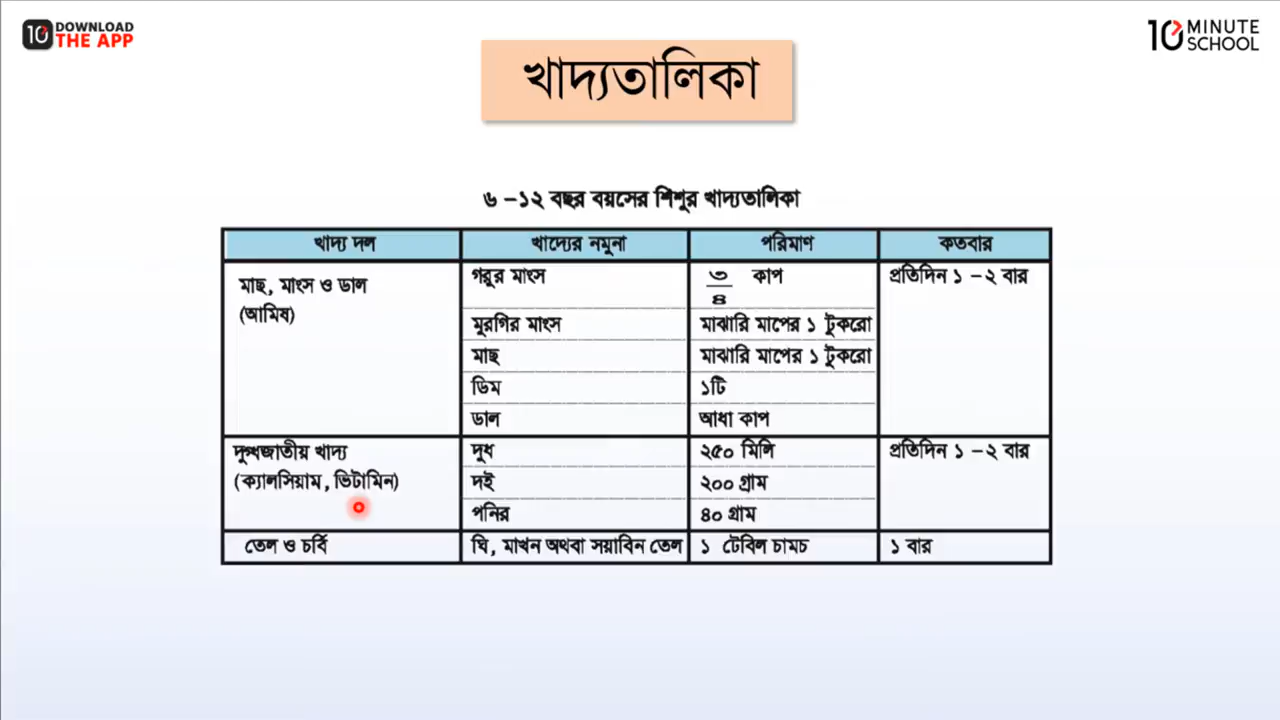 DOWNLOAD
THE APP
10 MINUTE
SCHOOL
খাদ্যতালিকা
৬ –১২ বছর বয়সের শিশুর খাদ্যতালিকা
খাদ্য দল খাদ্যের নমুনা পরিমাণ কতবার
মাছ, মাংস ও ডাল (আমিষ) গরুর মাংস ৩/৪ কাপ প্রতিদিন ১ – ২ বার
মুরগির মাংস মাঝারি মাপের ১ টুকরো
মাছ মাঝারি মাপের ১ টুকরো
ডিম ১টি
ডাল আধা কাপ
দুগ্ধজাতীয় খাদ্য (ক্যালসিয়াম, ভিটামিন) দুধ ২৫০ মিলি প্রতিদিন ১ – ২ বার
দই ২০০ গ্রাম
পনির ৪০ গ্রাম
তেল ও চর্বি ঘি, মাখন অথবা সয়াবিন তেল ১ টেবিল চামচ ১ বার